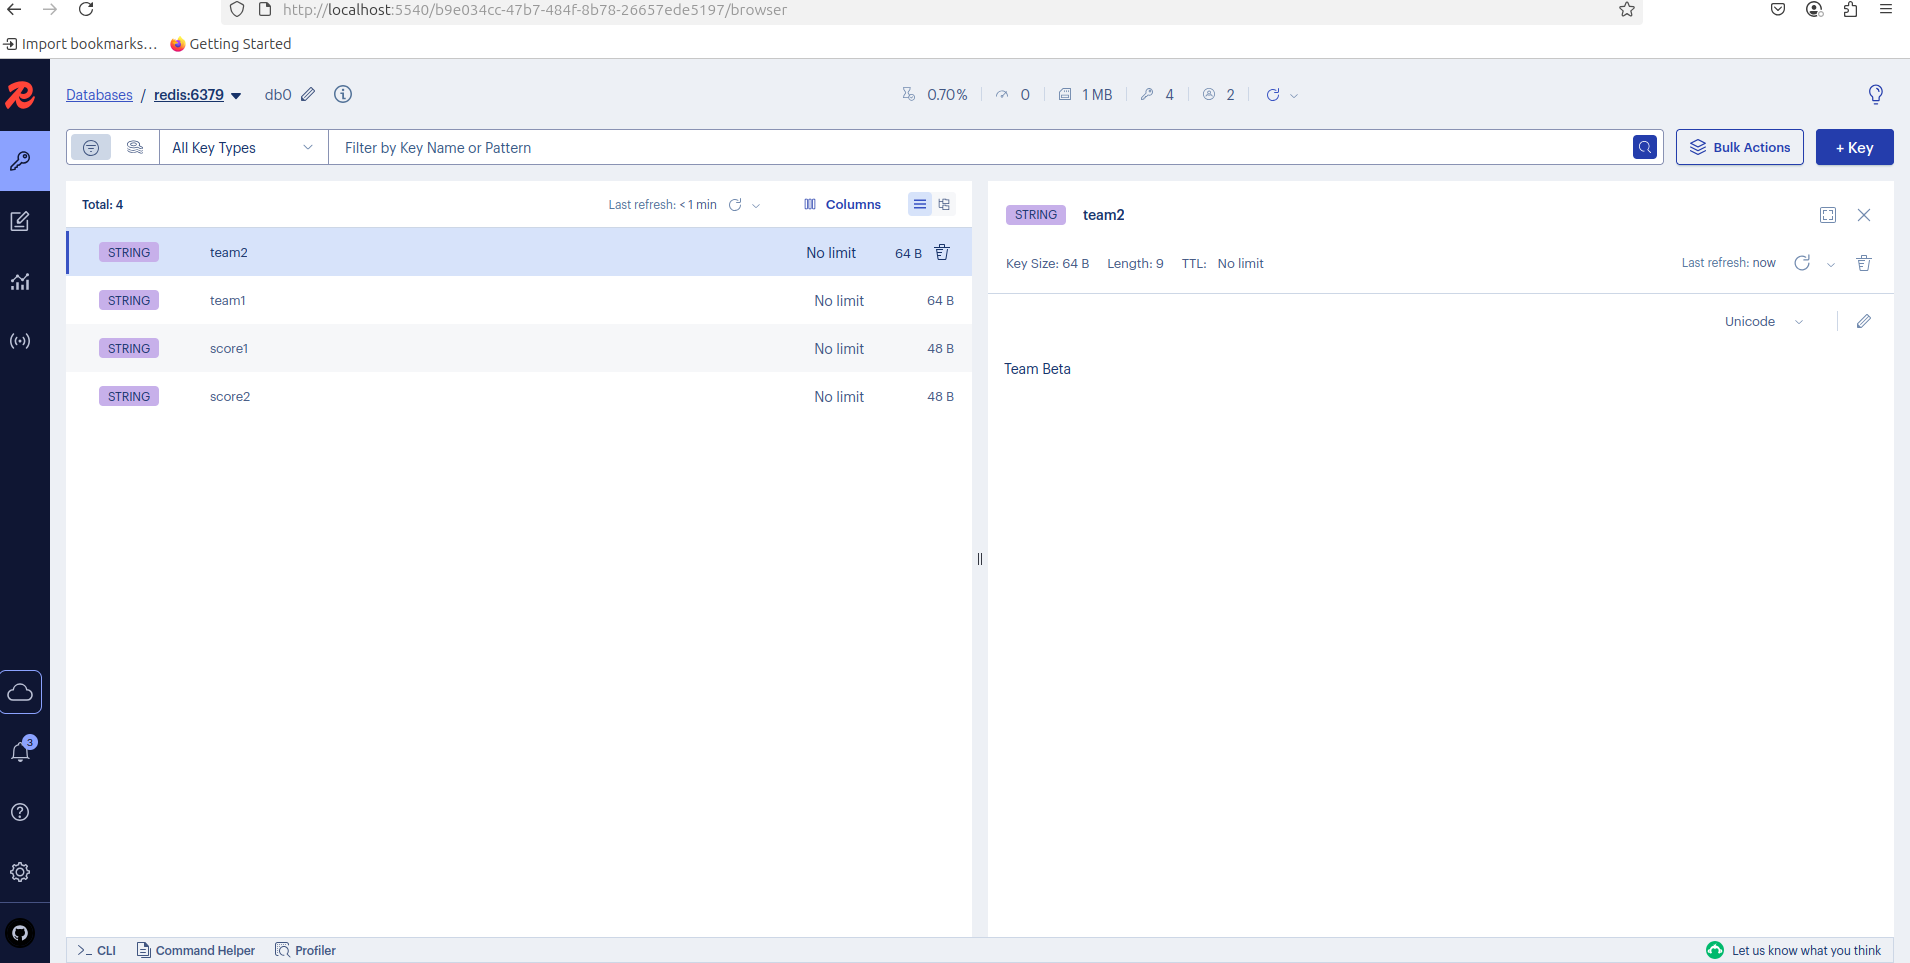 http://localhost:5540/b9e034cc-47b7-484f-8b78-26657ede5197/browser
Import bookmarks... Getting Started
Databases / redis:6379 db0 0.70% 0 1 MB 4 2
All Key Types Filter by Key Name or Pattern Bulk Actions + Key
Total: 4 Last refresh: < 1 min Columns
STRING team2 No limit 64 B
STRING team1 No limit 64 B
STRING score1 No limit 48 B
STRING score2 No limit 48 B
STRING team2
Key Size: 64 B Length: 9 TTL: No limit Last refresh: now
Unicode
Team Beta
3
>_ CLI Command Helper Profiler Let us know what you think